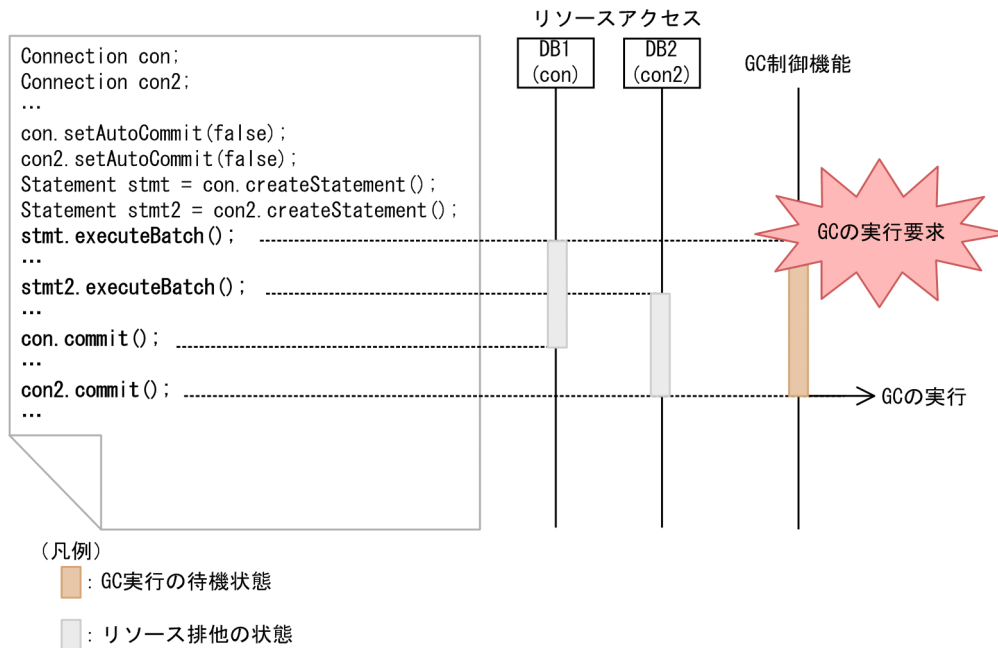 リソースアクセス
DB1
(con)
DB2
(con2)
GC制御機能
Connection con;
Connection con2;
…
con.setAutoCommit(false);
con2.setAutoCommit(false);
Statement stmt = con.createStatement();
Statement stmt2 = con2.createStatement();
stmt.executeBatch();
…
stmt2.executeBatch();
…
con.commit();
…
con2.commit();
…
GCの実行要求
GCの実行
(凡例)
: GC実行の待機状態
: リソース排他の状態